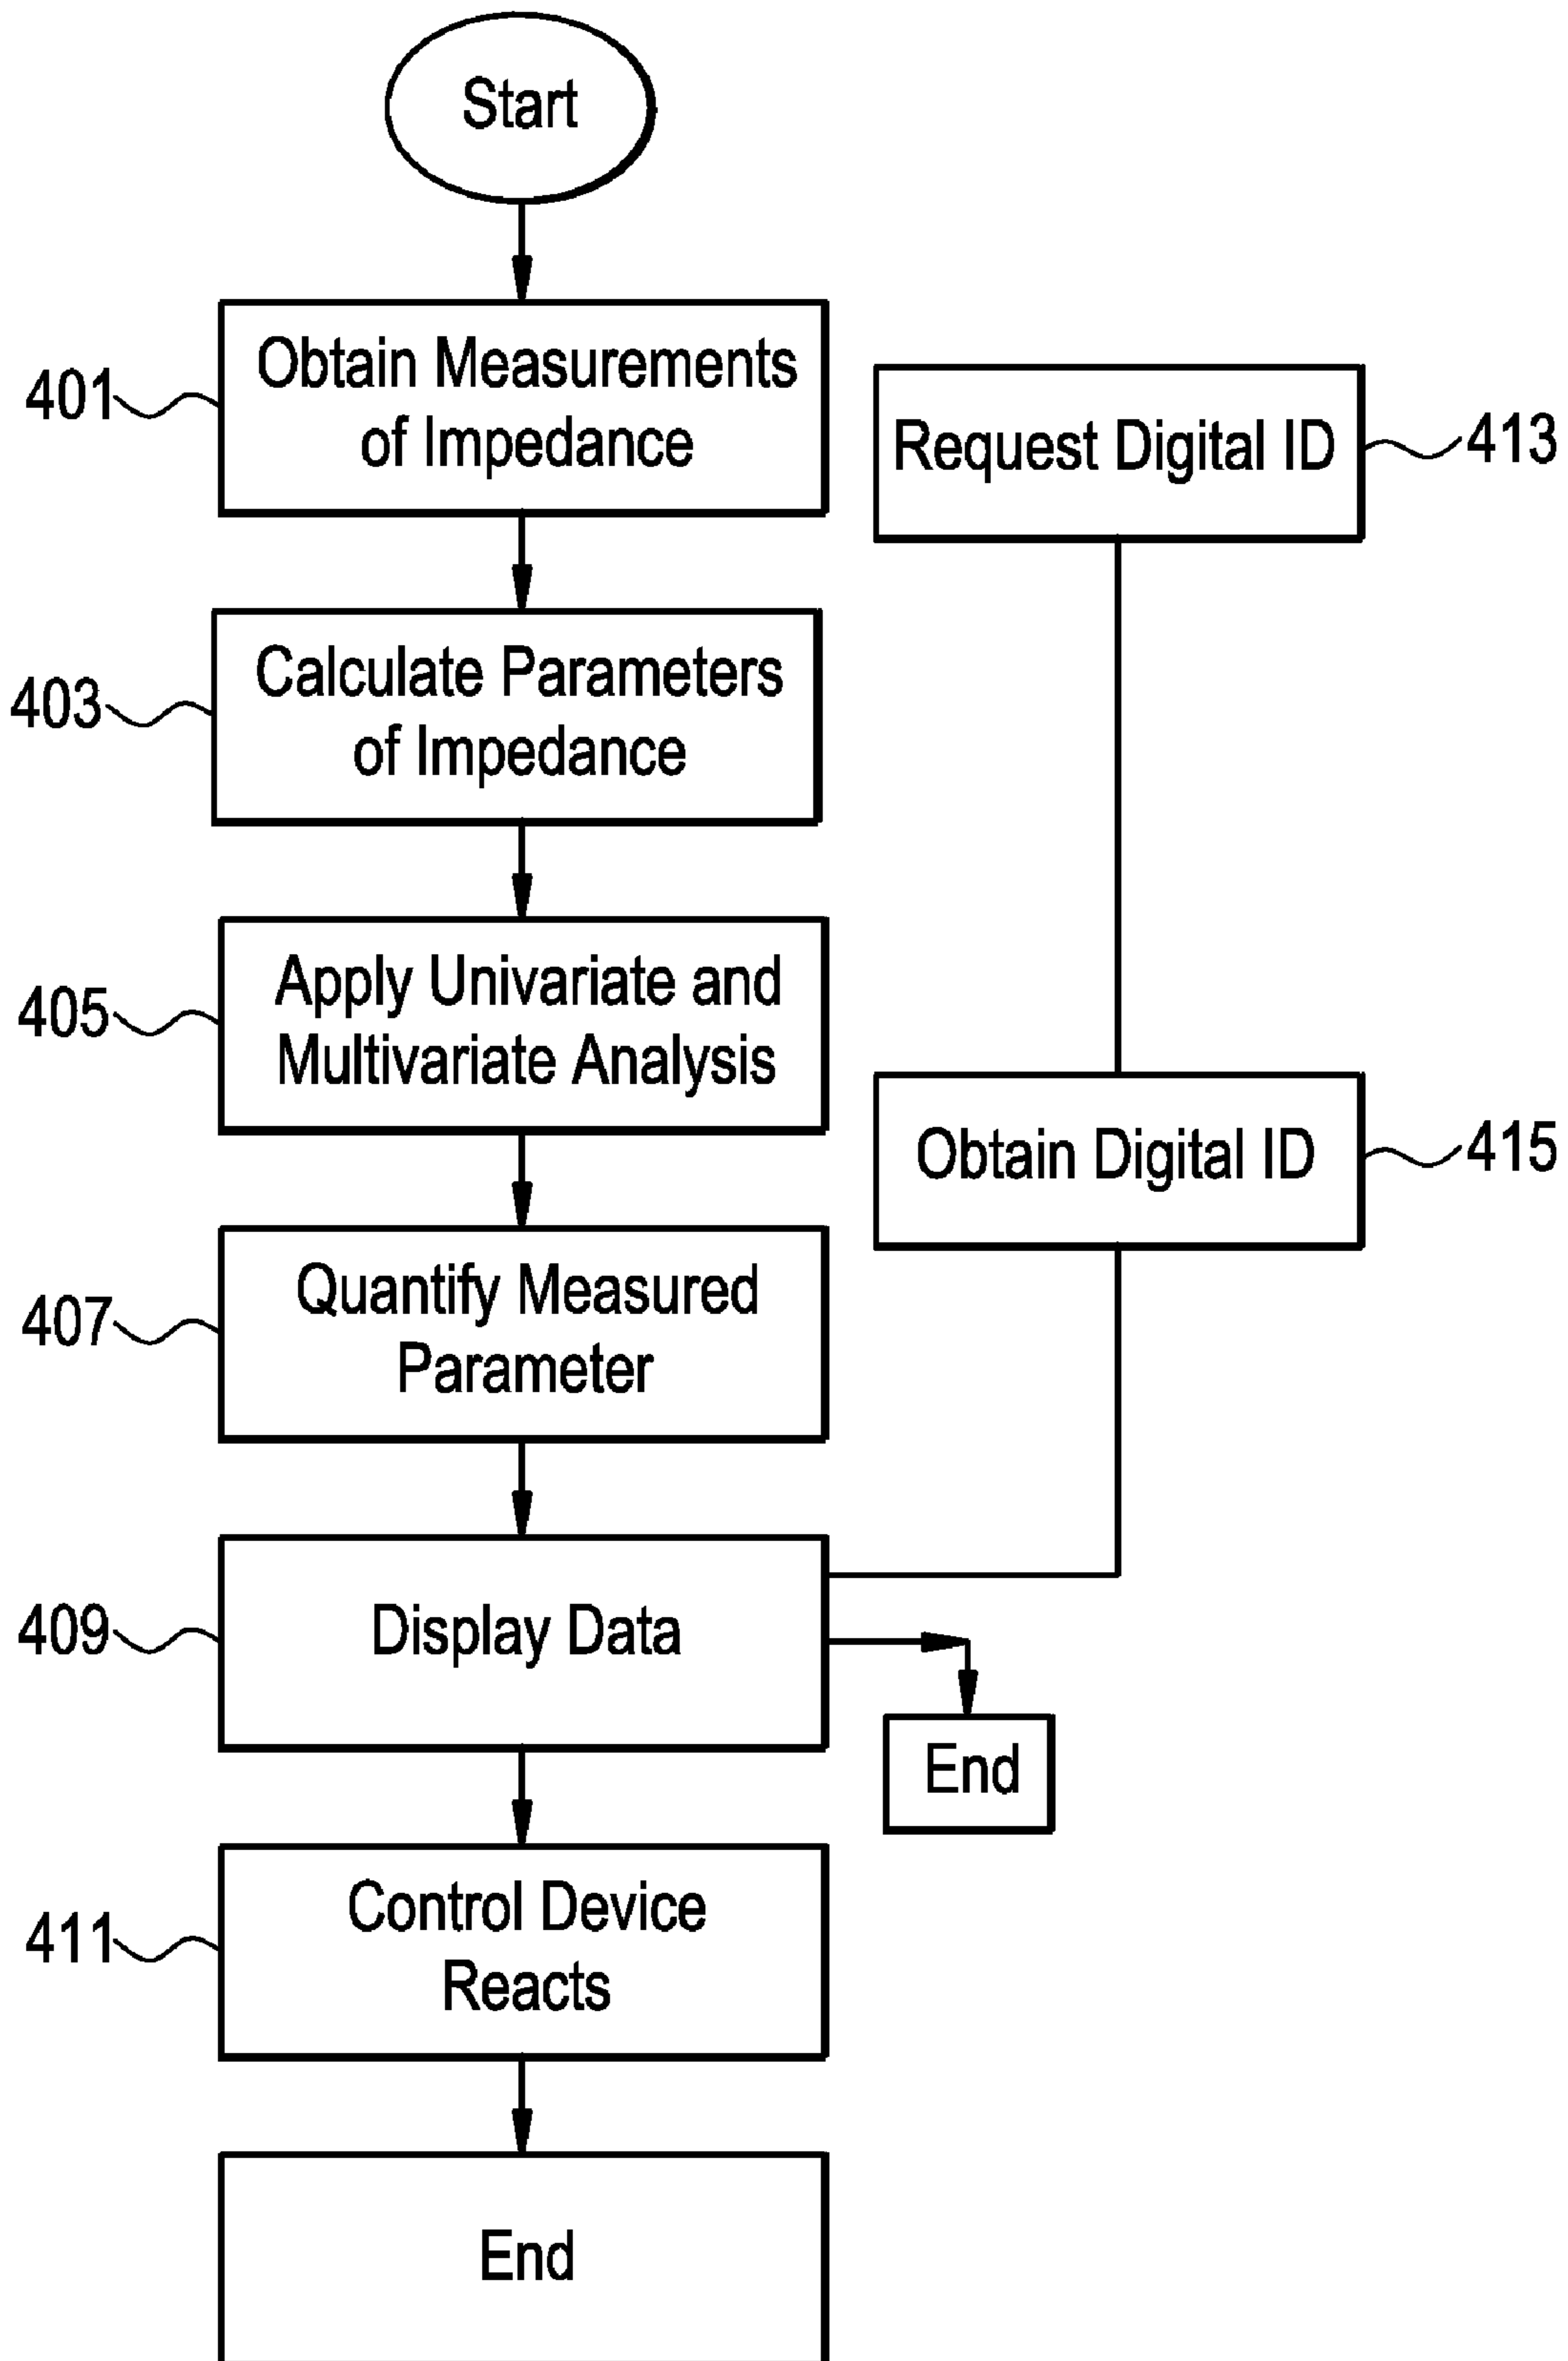 Start
401
Obtain Measurements
of Impedance
Request Digital ID
413
403
Calculate Parameters
of Impedance
405
Apply Univariate and
Multivariate Analysis
Obtain Digital ID
415
407
Quantify Measured
Parameter
409
Display Data
End
411
Control Device
Reacts
End